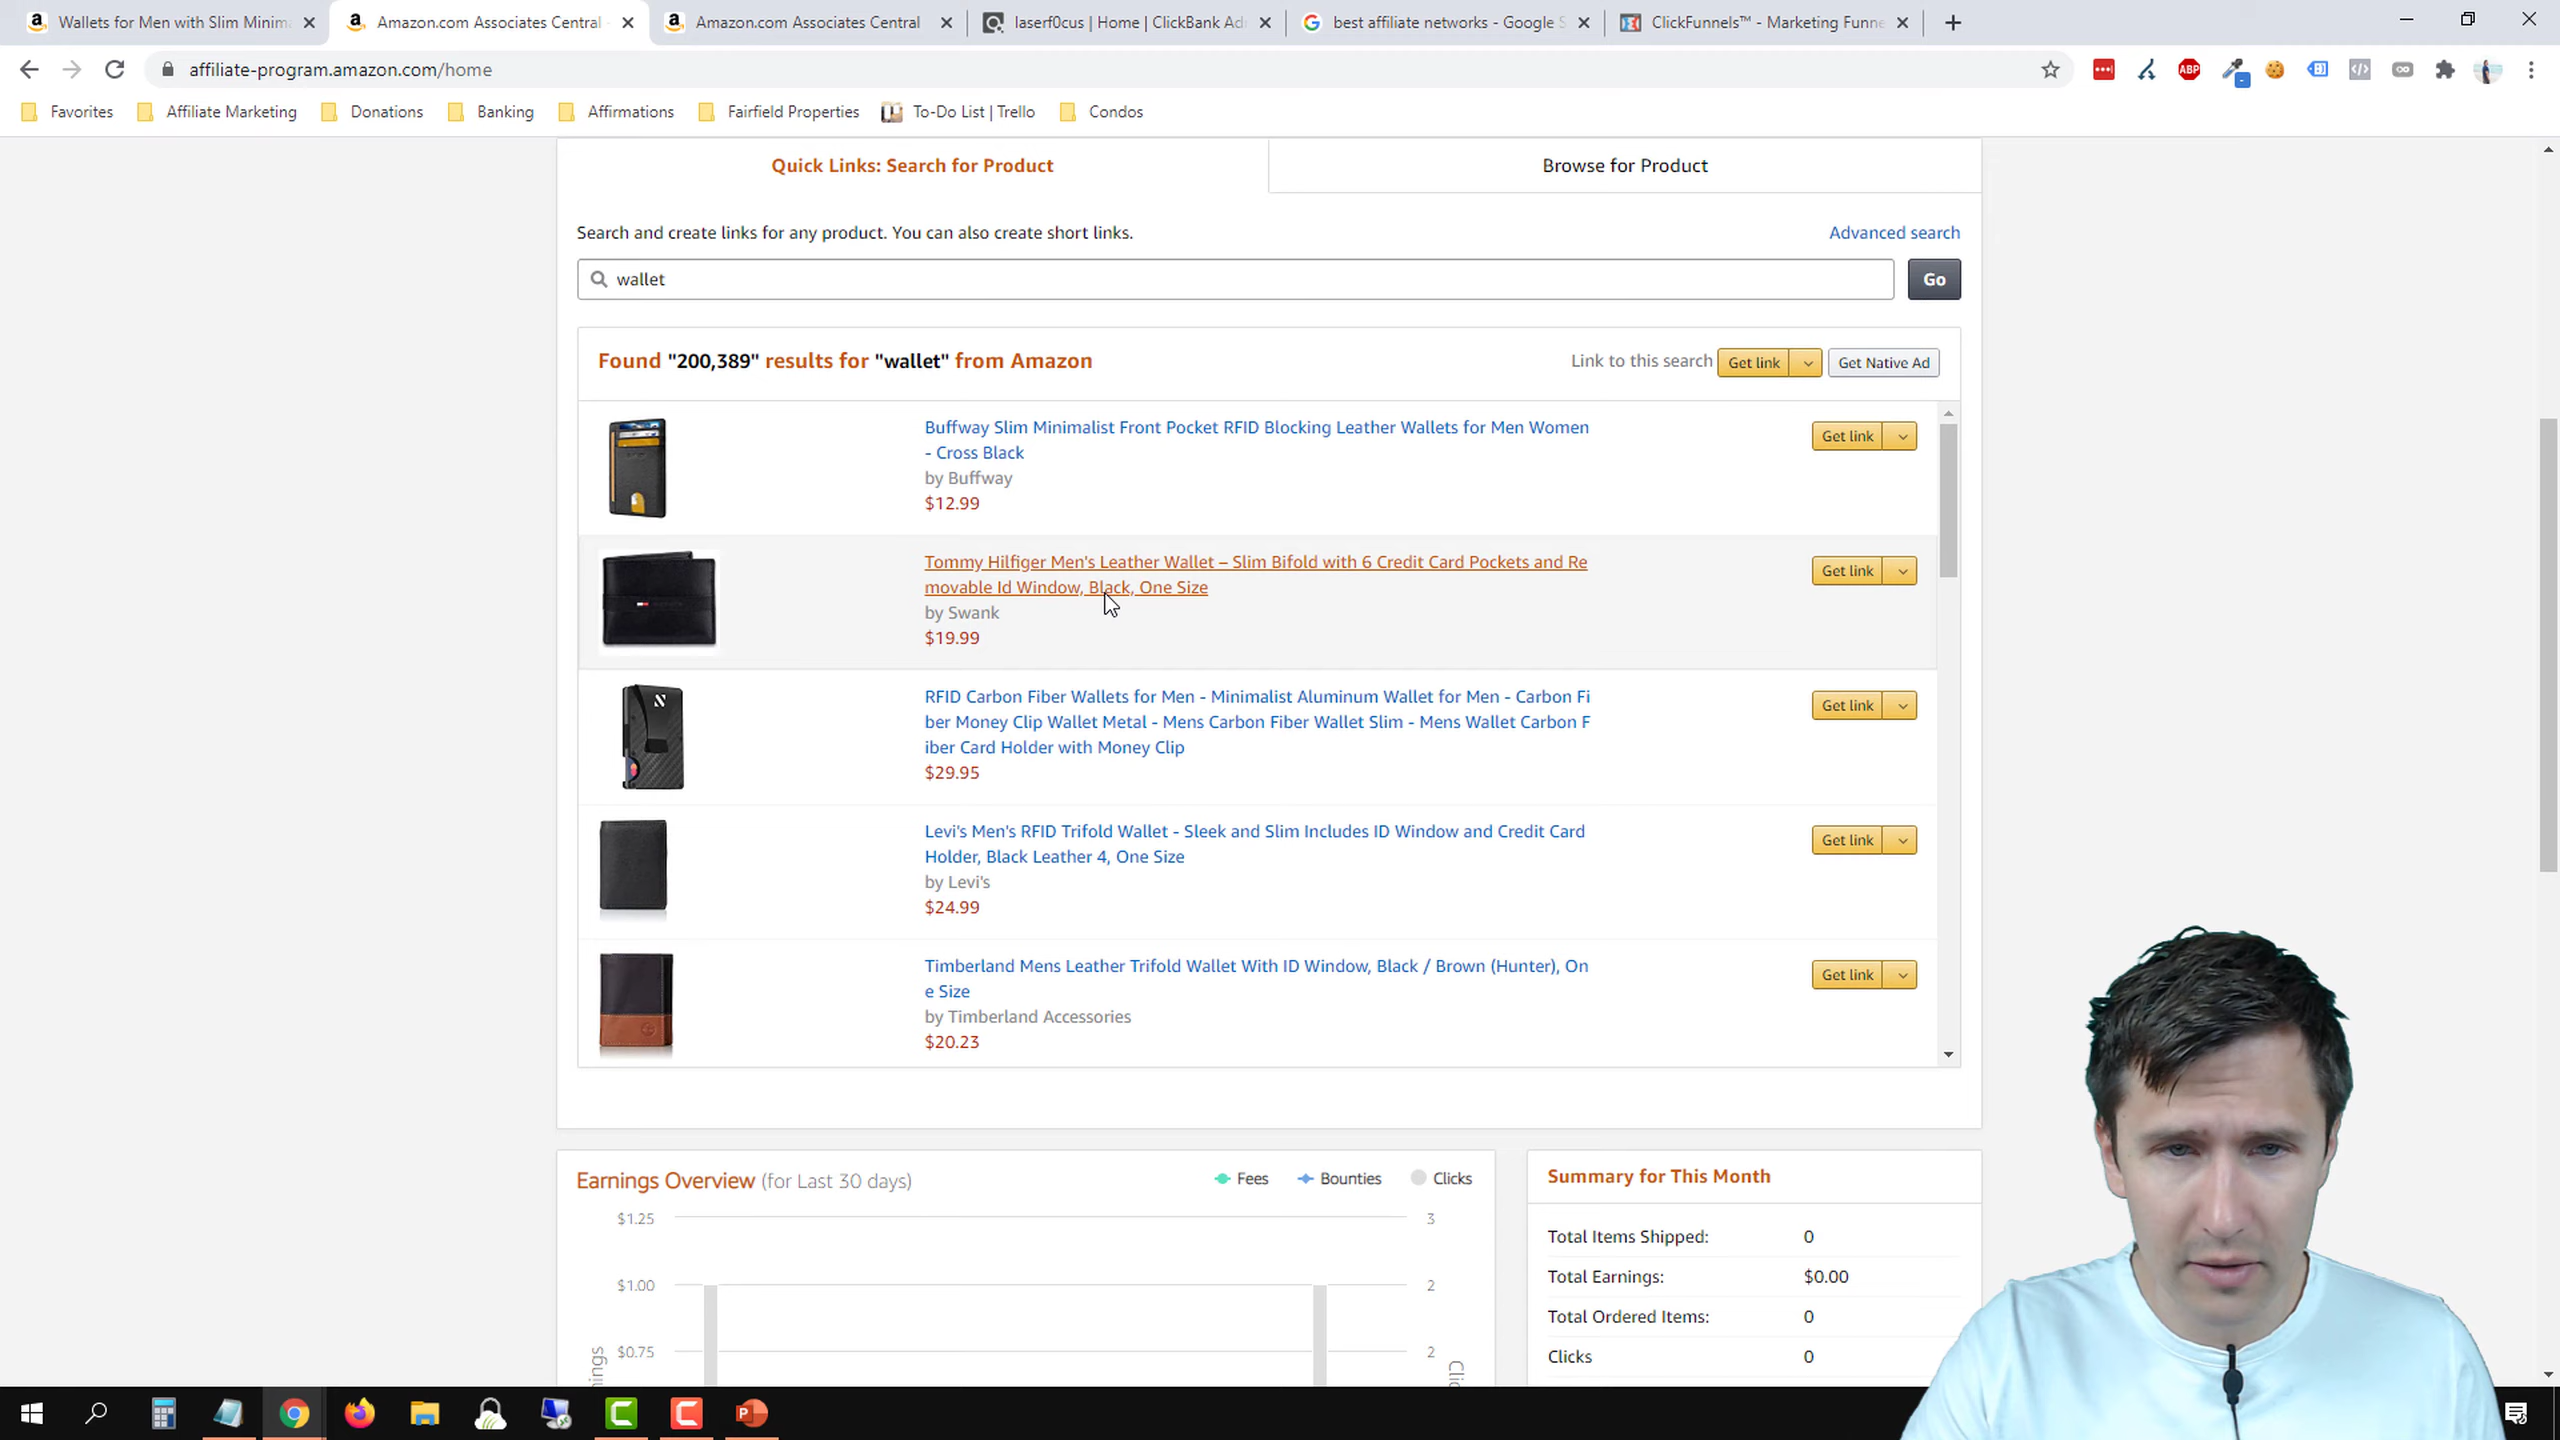 Wallets for Men with Slim Minima
Amazon.com Associates Central
Amazon.com Associates Central
laserf0cus | Home | ClickBank Ad
best affiliate networks - Google S
ClickFunnels™ - Marketing Funne
affiliate-program.amazon.com/home
ABP
Favorites
Affiliate Marketing
Donations
Banking
Affirmations
Fairfield Properties
To-Do List | Trello
Condos
Quick Links: Search for Product
Browse for Product
Search and create links for any product. You can also create short links.
Advanced search
wallet
Go
Found "200,389" results for "wallet" from Amazon
Link to this search
Get link
Get Native Ad
Buffway Slim Minimalist Front Pocket RFID Blocking Leather Wallets for Men Women
- Cross Black
by Buffway
$12.99
Get link
Tommy Hilfiger Men's Leather Wallet – Slim Bifold with 6 Credit Card Pockets and Re
movable Id Window, Black, One Size
by Swank
$19.99
Get link
RFID Carbon Fiber Wallets for Men - Minimalist Aluminum Wallet for Men - Carbon Fi
ber Money Clip Wallet Metal - Mens Carbon Fiber Wallet Slim - Mens Wallet Carbon F
iber Card Holder with Money Clip
$29.95
Get link
Levi's Men's RFID Trifold Wallet - Sleek and Slim Includes ID Window and Credit Card
Holder, Black Leather 4, One Size
by Levi's
$24.99
Get link
Timberland Mens Leather Trifold Wallet With ID Window, Black / Brown (Hunter), On
e Size
by Timberland Accessories
$20.23
Get link
Earnings Overview (for Last 30 days)
Fees
Bounties
Clicks
$1.25
3
$1.00
2
$0.75
2
Summary for This Month
Total Items Shipped: 0
Total Earnings: $0.00
Total Ordered Items: 0
Clicks 0